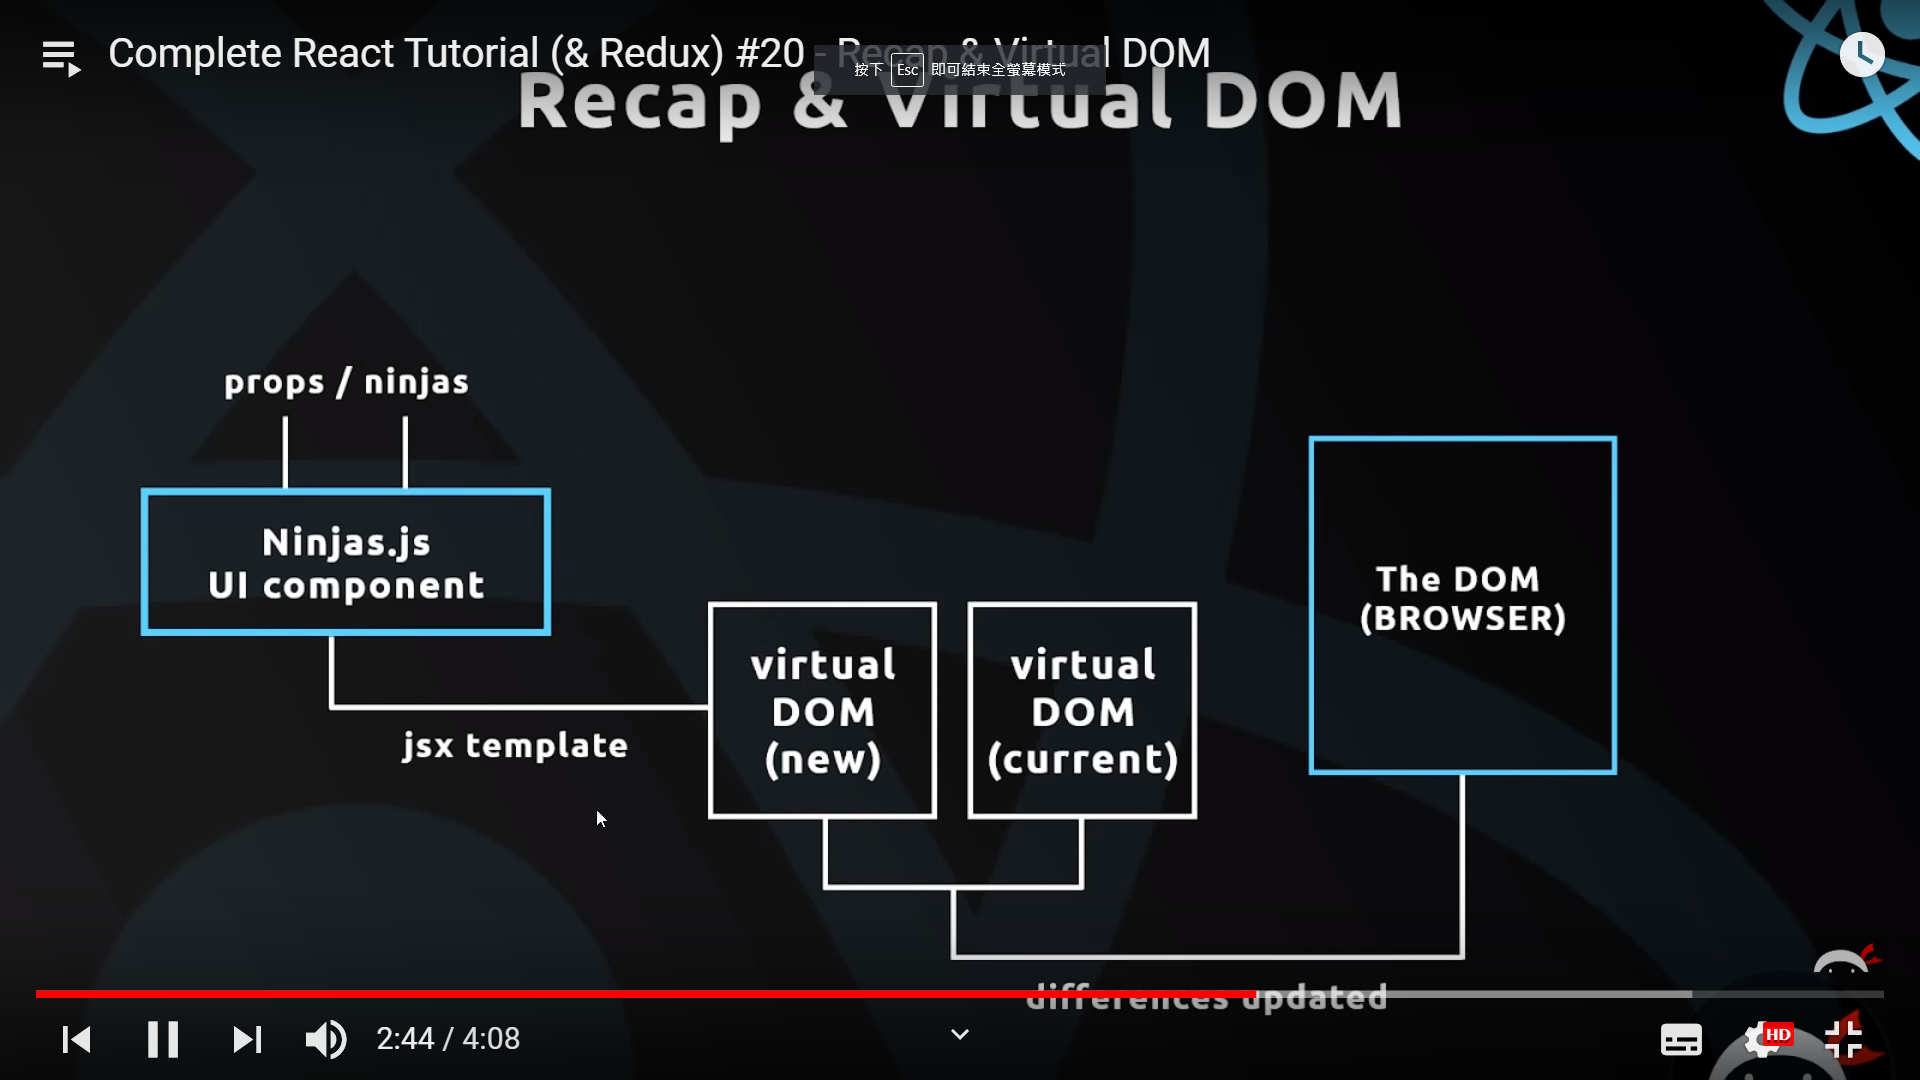 Complete React Tutorial (& Redux) #20 - Recap & Virtual DOM
按下 Esc 即可結束全螢幕模式
Recap & Virtual DOM
props / ninjas
Ninjas.js
UI component
jsx template
virtual
DOM
(new)
virtual
DOM
(current)
The DOM
(BROWSER)
differences updated
2:44 / 4:08
HD